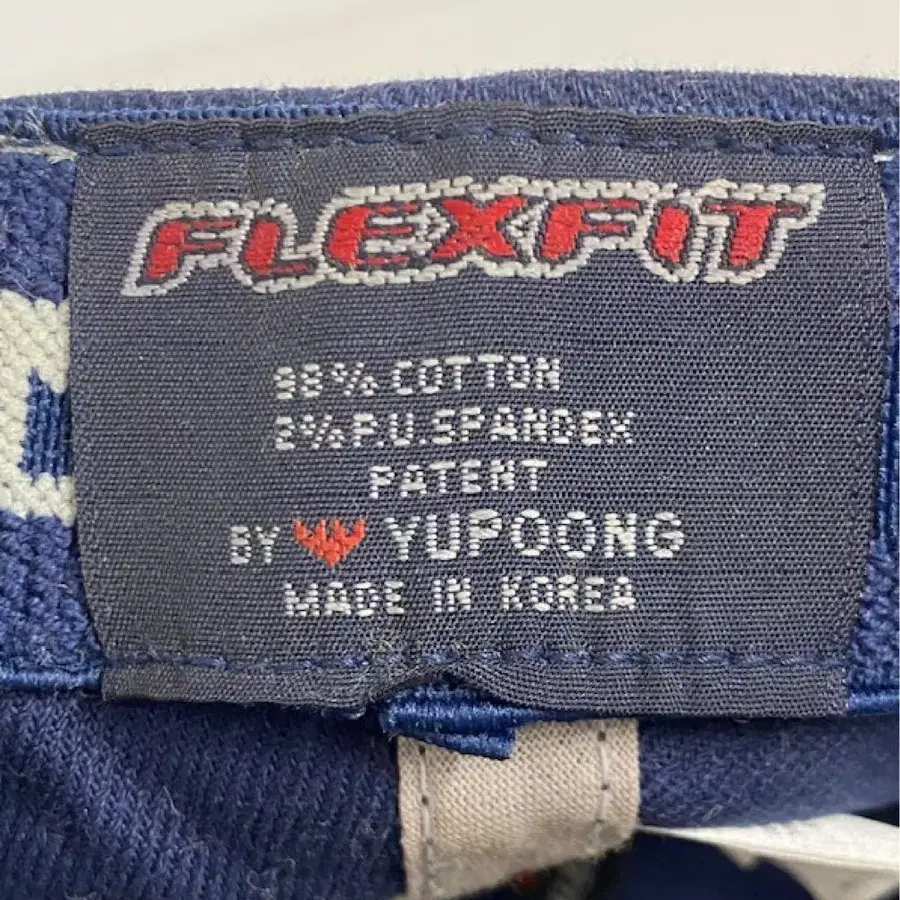 FLEXFIT
98% COTTON
2% P.U.SPANDEX
PATENT
BY YUPOONG
MADE IN KOREA